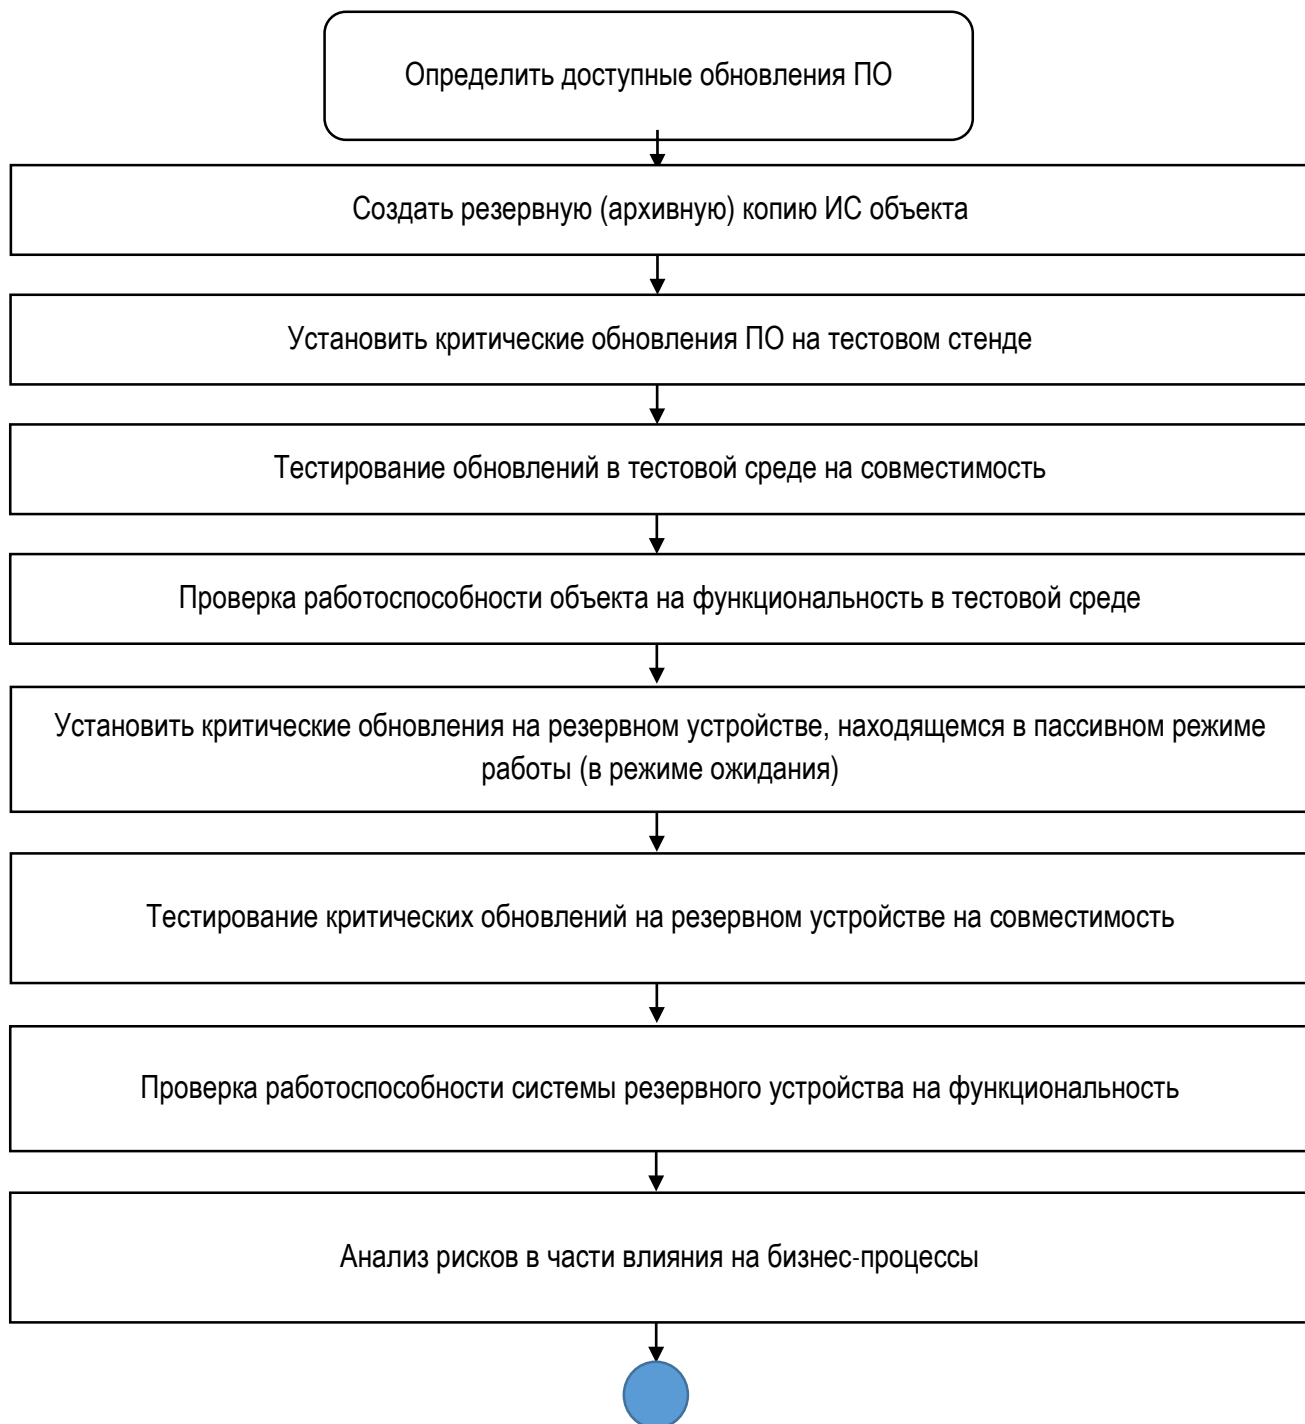 Определить доступные обновления ПО
Создать резервную (архивную) копию ИС объекта
Установить критические обновления ПО на тестовом стенде
Тестирование обновлений в тестовой среде на совместимость
Проверка работоспособности объекта на функциональность в тестовой среде
Установить критические обновления на резервном устройстве, находящемся в пассивном режиме
работы (в режиме ожидания)
Тестирование критических обновлений на резервном устройстве на совместимость
Проверка работоспособности системы резервного устройства на функциональность
Анализ рисков в части влияния на бизнес-процессы